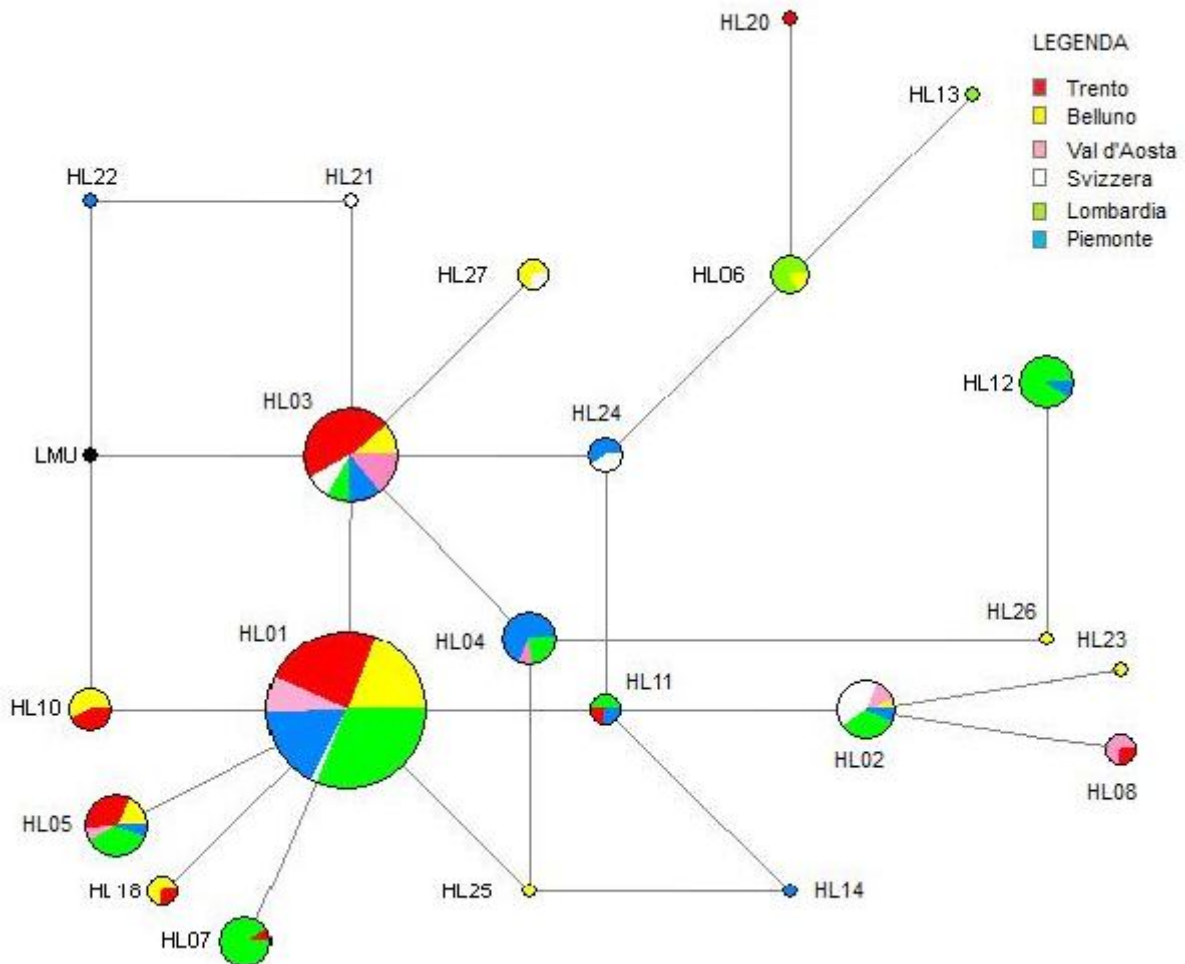 HL20
LEGENDA
Trento
Belluno
Val d'Aosta
Svizzera
Lombardia
Piemonte
HL13
HL22
HL21
HL27
HL06
HL12
HL03
HL24
LMU
HL26
HL23
HL01
HL04
HL11
HL10
HL02
HL08
HL05
HL18
HL25
HL14
HL07